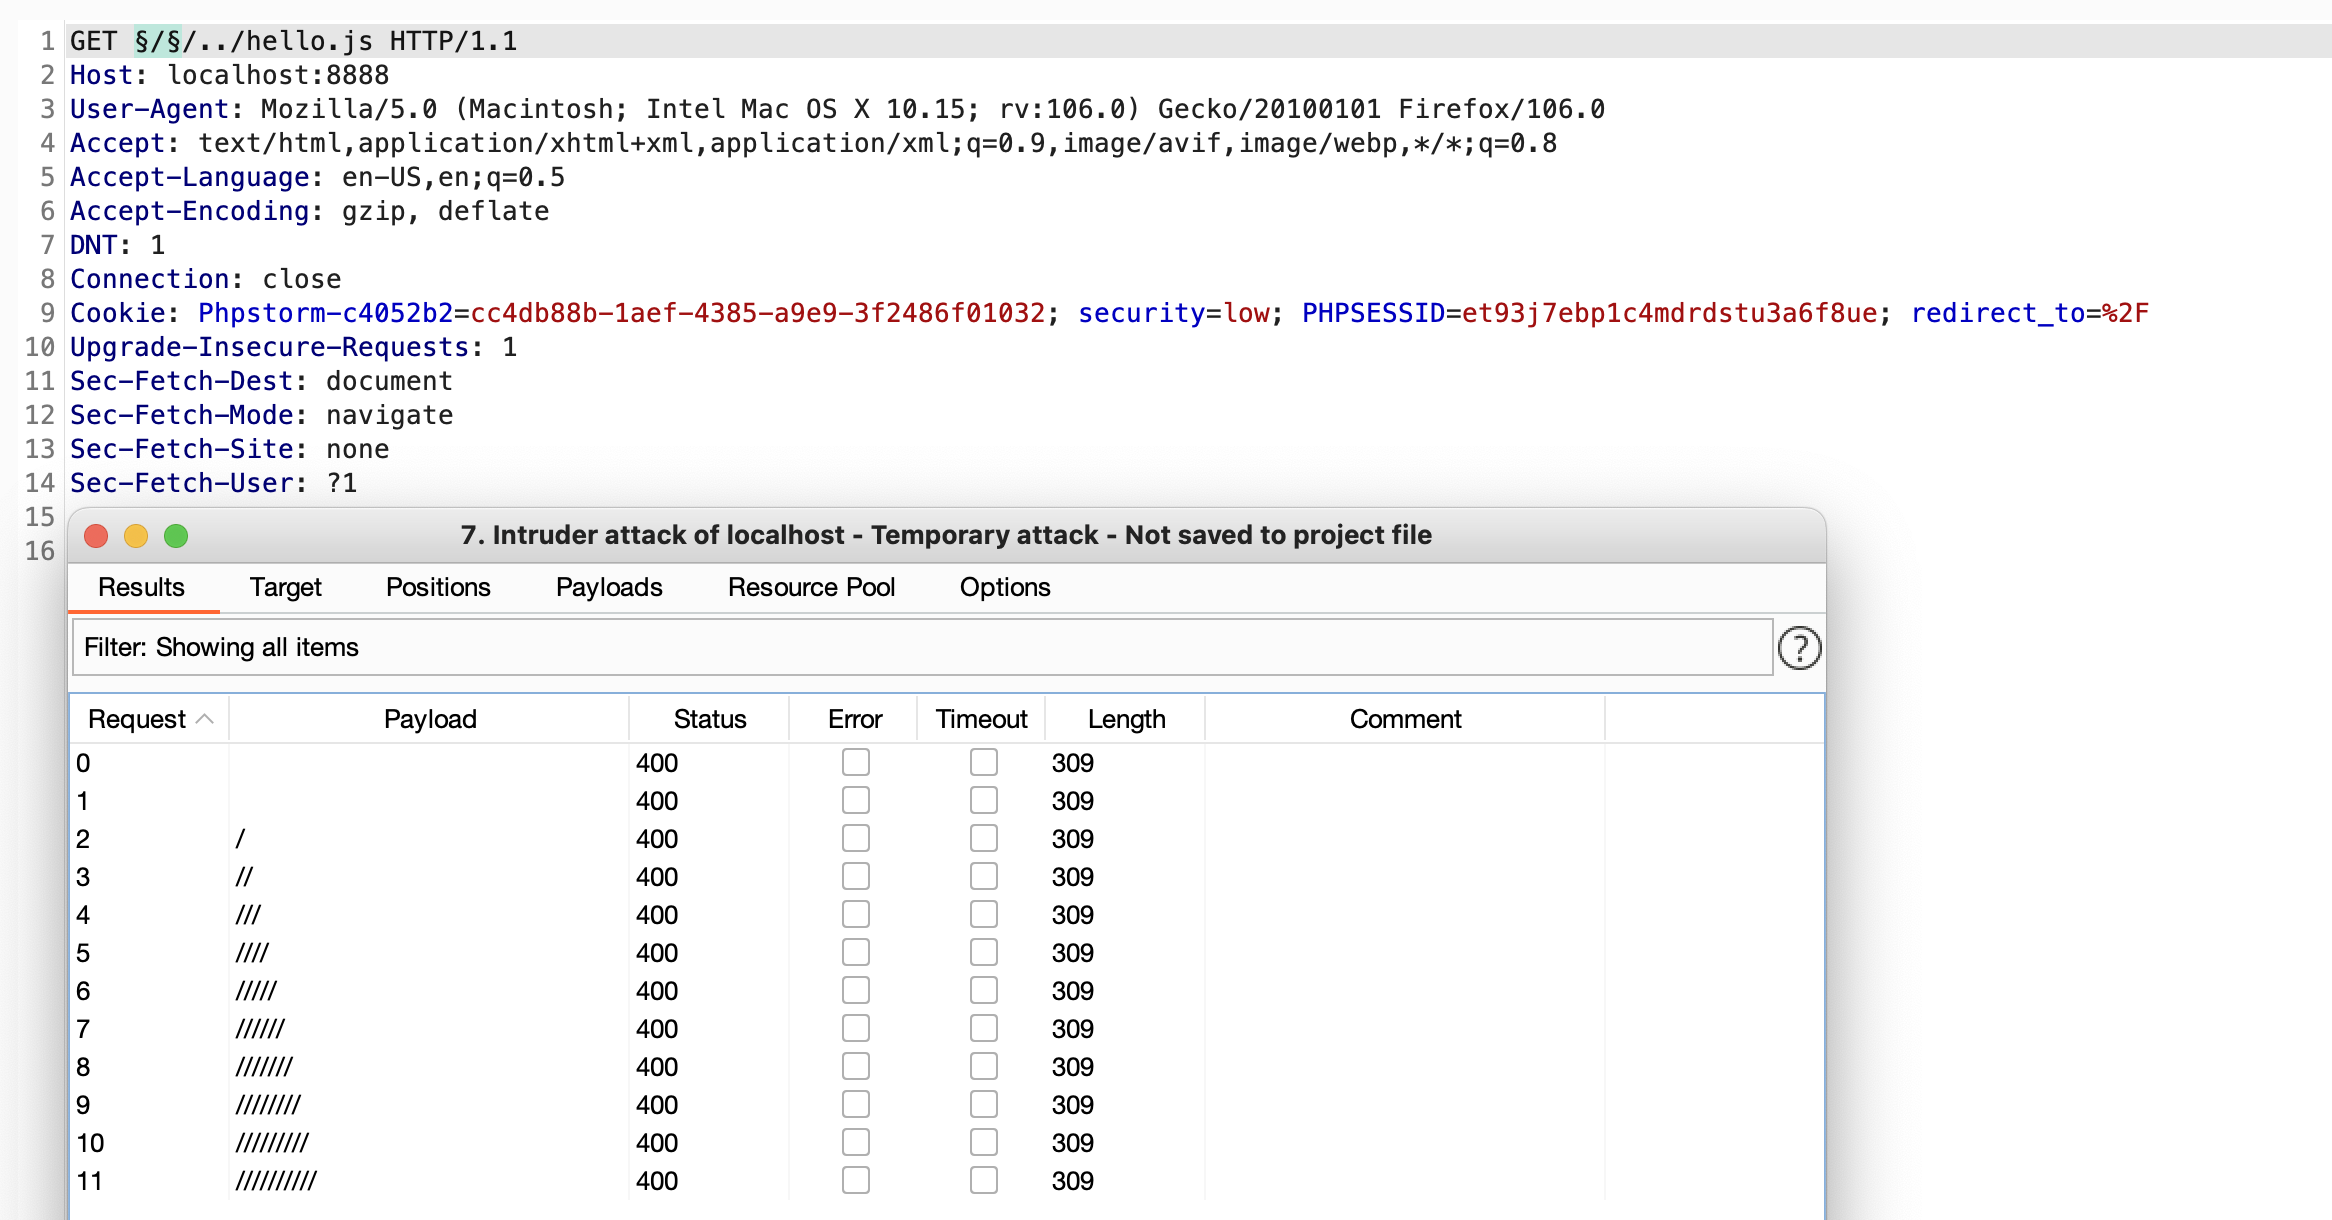 1 GET §/§/../hello.js HTTP/1.1
2 Host: localhost:8888
3 User-Agent: Mozilla/5.0 (Macintosh; Intel Mac OS X 10.15; rv:106.0) Gecko/20100101 Firefox/106.0
4 Accept: text/html,application/xhtml+xml,application/xml;q=0.9,image/avif,image/webp,*/*;q=0.8
5 Accept-Language: en-US,en;q=0.5
6 Accept-Encoding: gzip, deflate
7 DNT: 1
8 Connection: close
9 Cookie: Phpstorm-c4052b2=cc4db88b-1aef-4385-a9e9-3f2486f01032; security=low; PHPSESSID=et93j7ebp1c4mdrdstu3a6f8ue; redirect_to=%2F
10 Upgrade-Insecure-Requests: 1
11 Sec-Fetch-Dest: document
12 Sec-Fetch-Mode: navigate
13 Sec-Fetch-Site: none
14 Sec-Fetch-User: ?1
15
16
7. Intruder attack of localhost - Temporary attack - Not saved to project file
Results Target Positions Payloads Resource Pool Options
Filter: Showing all items ?
Request Payload Status Error Timeout Length Comment
0 400 309
1 400 309
2 / 400 309
3 // 400 309
4 /// 400 309
5 //// 400 309
6 ///// 400 309
7 ////// 400 309
8 /////// 400 309
9 //////// 400 309
10 ///////// 400 309
11 ////////// 400 309